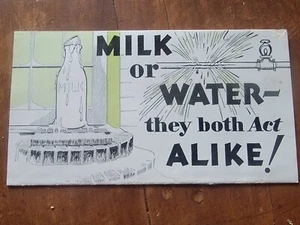 MILK
or
WATER-
they both Act
ALIKE!
MILK